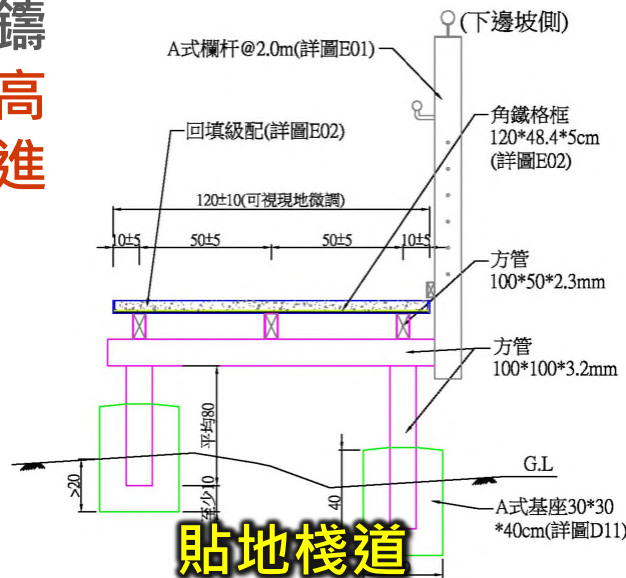 鑄
高
進
(下邊坡側)
A式欄杆@2.0m(詳圖E01)
回填級配(詳圖E02)
角鐵格框
120*48.4*5cm
(詳圖E02)
120±10(可視現地微調)
10±5
50±5
50±5
10±5
方管
100*50*2.3mm
方管
100*100*3.2mm
平均80
>20
至少10
40
G.L
A式基座30*30
*40cm(詳圖D11)
貼地棧道